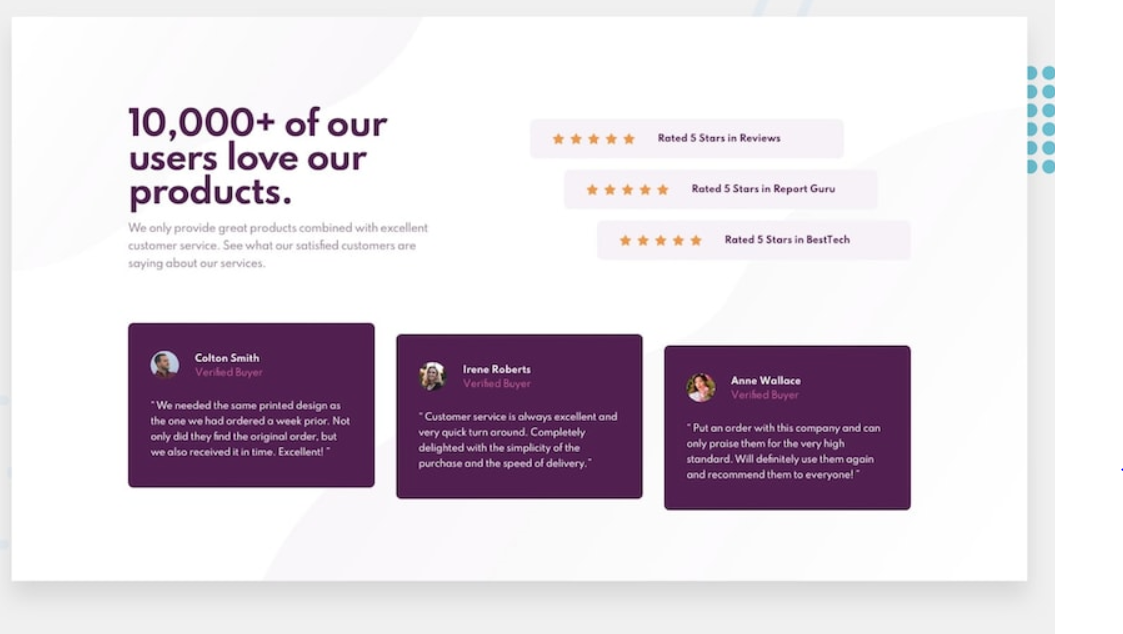 10,000+ of our
users love our
products.
We only provide great products combined with excellent
customer service. See what our satisfied customers are
saying about our services.
Rated 5 Stars in Reviews
Rated 5 Stars in Report Guru
Rated 5 Stars in BestTech
Colton Smith
Verified Buyer
" We needed the same printed design as
the one we had ordered a week prior. Not
only did they find the original order, but
we also received it in time. Excellent! "
Irene Roberts
Verified Buyer
" Customer service is always excellent and
very quick turn around. Completely
delighted with the simplicity of the
purchase and the speed of delivery."
Anne Wallace
Verified Buyer
" Put an order with this company and can
only praise them for the very high
standard. Will definitely use them again
and recommend them to everyone! "